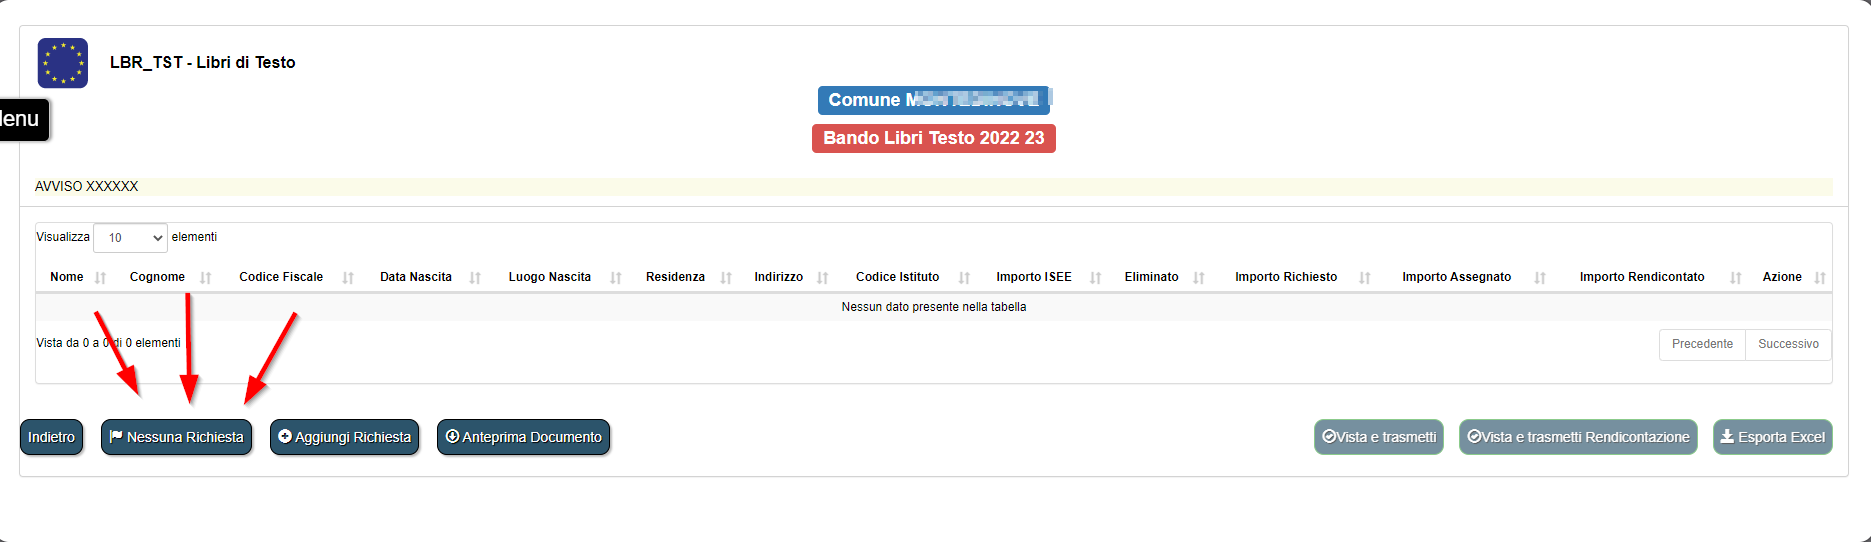 LBR_TST - Libri di Testo
Comune
Bando Libri Testo 2022 23
enu
AVVISO XXXXXX
Visualizza 10 elementi
Nome Cognome Codice Fiscale Data Nascita Luogo Nascita Residenza Indirizzo Codice Istituto Importo ISEE Eliminato Importo Richiesto Importo Assegnato Importo Rendicontato Azione
Nessun dato presente nella tabella
Vista da 0 a 0 di 0 elementi Precedente Successivo
Indietro Nessuna Richiesta Aggiungi Richiesta Anteprima Documento Vista e trasmetti Vista e trasmetti Rendicontazione Esporta Excel